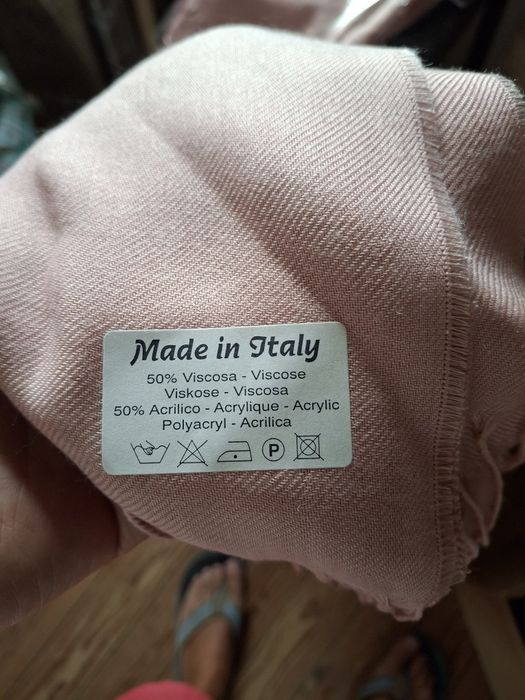 Made in Italy
50% Viscosa - Viscose
Viskose - Viscosa
50% Acrilico - Acrylique - Acrylic
Polyacryl - Acrilica
P